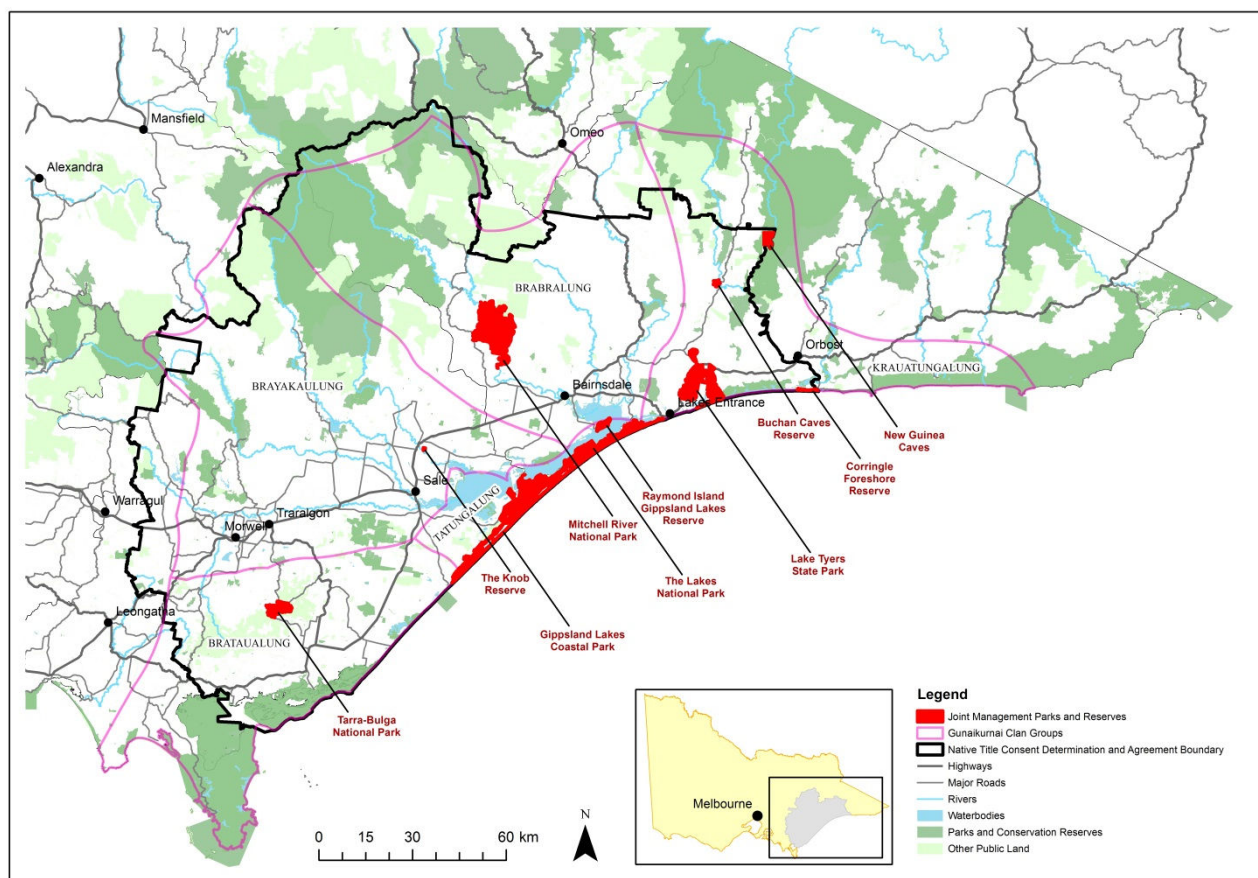 Mansfield
Omeo
Alexandra
BRABRALUNG
Orbost
KRAUATUNGALUNG
BRAYAKAULUNG
Bairnsdale
Lakes Entrance
Buchan Caves
Reserve
New Guinea
Caves
Corringle
Foreshore
Reserve
Sale
Warragul
Traralgon
Morwell
TATUNGALUNG
Raymond Island
Gippsland Lakes
Reserve
Mitchell River
National Park
Lake Tyers
State Park
The Knob
Reserve
The Lakes
National Park
Leongatha
BRATAUALUNG
Gippsland Lakes
Coastal Park
Tarra-Bulga
National Park
Legend
Joint Management Parks and Reserves
Gunaikurnai Clan Groups
Native Title Consent Determination and Agreement Boundary
Highways
Major Roads
Rivers
Waterbodies
Parks and Conservation Reserves
Other Public Land
Melbourne
N
0 15 30 60 km